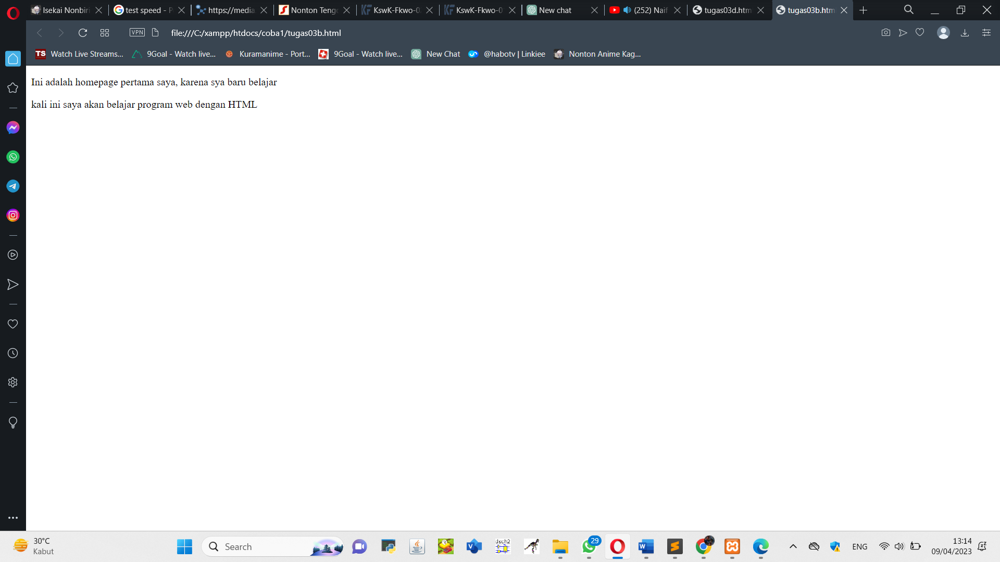 Isekai Nonbiri
test speed - P
https://media
Nonton Teng
KswK-Fkwo-0
KswK-Fkwo-0
New chat
(252) Naif
tugas03d.htm
tugas03b.htm
VPN
file:///C:/xampp/htdocs/coba1/tugas03b.html
TS Watch Live Streams...
9Goal - Watch live...
Kuramanime - Port...
9Goal - Watch live...
New Chat
@habotv | Linkiee
Nonton Anime Kag...
Ini adalah homepage pertama saya, karena sya baru belajar
kali ini saya akan belajar program web dengan HTML
30°C
Kabut
Search
dsch2
29
ENG
13:14
09/04/2023